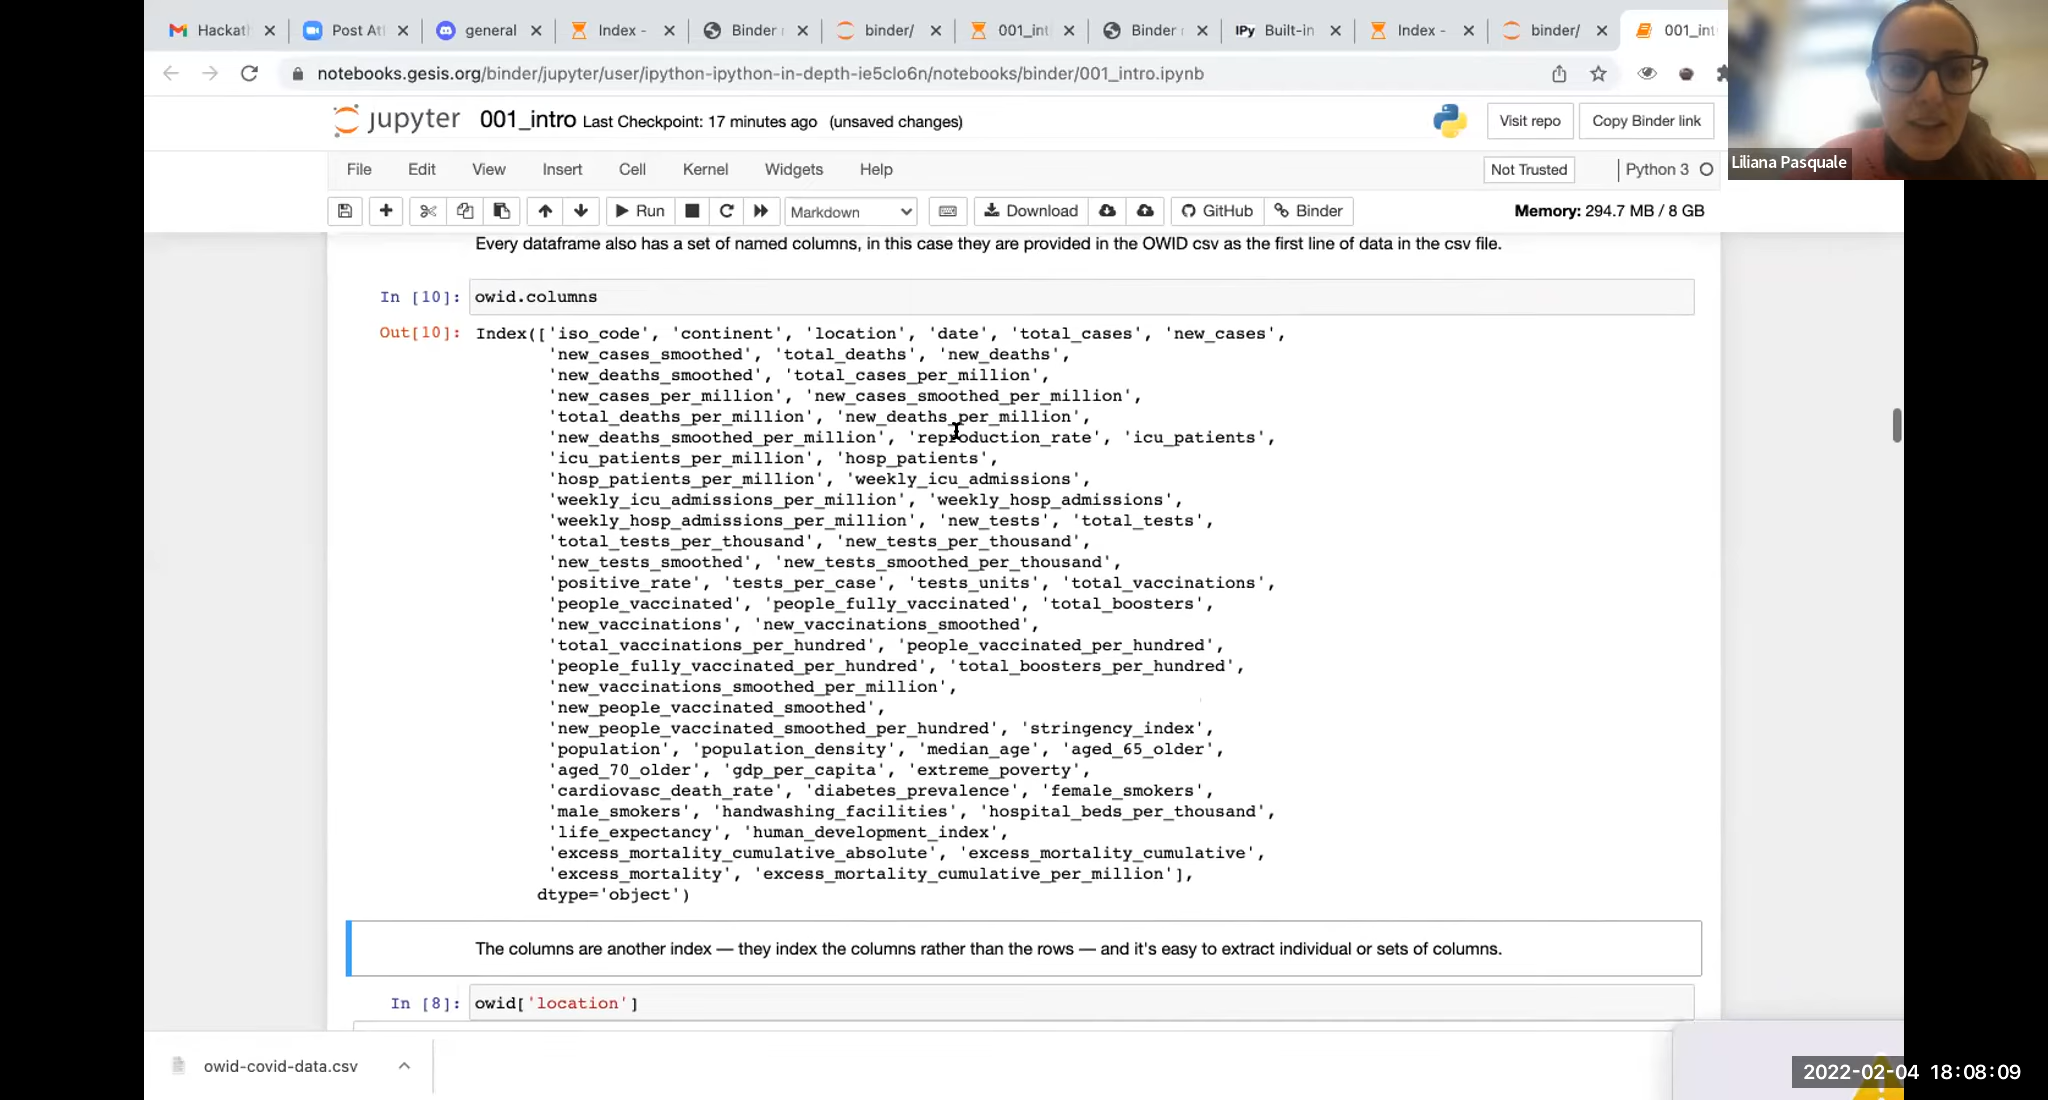 Hackat
Post At
general
Index -
Binder
binder/
001_int
Binder
IPy Built-in
Index -
binder/
001_int
notebooks.gesis.org/binder/jupyter/user/ipython-ipython-in-depth-ie5clo6n/notebooks/binder/001_intro.ipynb
Liliana Pasquale
jupyter 001_intro Last Checkpoint: 17 minutes ago (unsaved changes)
Visit repo
Copy Binder link
File Edit View Insert Cell Kernel Widgets Help
Not Trusted
Python 3
Run
Markdown
Download
GitHub
Binder
Memory: 294.7 MB / 8 GB
Every dataframe also has a set of named columns, in this case they are provided in the OWID csv as the first line of data in the csv file.
In [10]: owid.columns
Out[10]: Index(['iso_code', 'continent', 'location', 'date', 'total_cases', 'new_cases',
'new_cases_smoothed', 'total_deaths', 'new_deaths',
'new_deaths_smoothed', 'total_cases_per_million',
'new_cases_per_million', 'new_cases_smoothed_per_million',
'total_deaths_per_million', 'new_deaths_per_million',
'new_deaths_smoothed_per_million', 'reproduction_rate', 'icu_patients',
'icu_patients_per_million', 'hosp_patients',
'hosp_patients_per_million', 'weekly_icu_admissions',
'weekly_icu_admissions_per_million', 'weekly_hosp_admissions',
'weekly_hosp_admissions_per_million', 'new_tests', 'total_tests',
'total_tests_per_thousand', 'new_tests_per_thousand',
'new_tests_smoothed', 'new_tests_smoothed_per_thousand',
'positive_rate', 'tests_per_case', 'tests_units', 'total_vaccinations',
'people_vaccinated', 'people_fully_vaccinated', 'total_boosters',
'new_vaccinations', 'new_vaccinations_smoothed',
'total_vaccinations_per_hundred', 'people_vaccinated_per_hundred',
'people_fully_vaccinated_per_hundred', 'total_boosters_per_hundred',
'new_vaccinations_smoothed_per_million',
'new_people_vaccinated_smoothed',
'new_people_vaccinated_smoothed_per_hundred', 'stringency_index',
'population', 'population_density', 'median_age', 'aged_65_older',
'aged_70_older', 'gdp_per_capita', 'extreme_poverty',
'cardiovasc_death_rate', 'diabetes_prevalence', 'female_smokers',
'male_smokers', 'handwashing_facilities', 'hospital_beds_per_thousand',
'life_expectancy', 'human_development_index',
'excess_mortality_cumulative_absolute', 'excess_mortality_cumulative',
'excess_mortality', 'excess_mortality_cumulative_per_million'],
dtype='object')
The columns are another index — they index the columns rather than the rows — and it's easy to extract individual or sets of columns.
In [8]: owid['location']
owid-covid-data.csv
2022-02-04 18:08:09